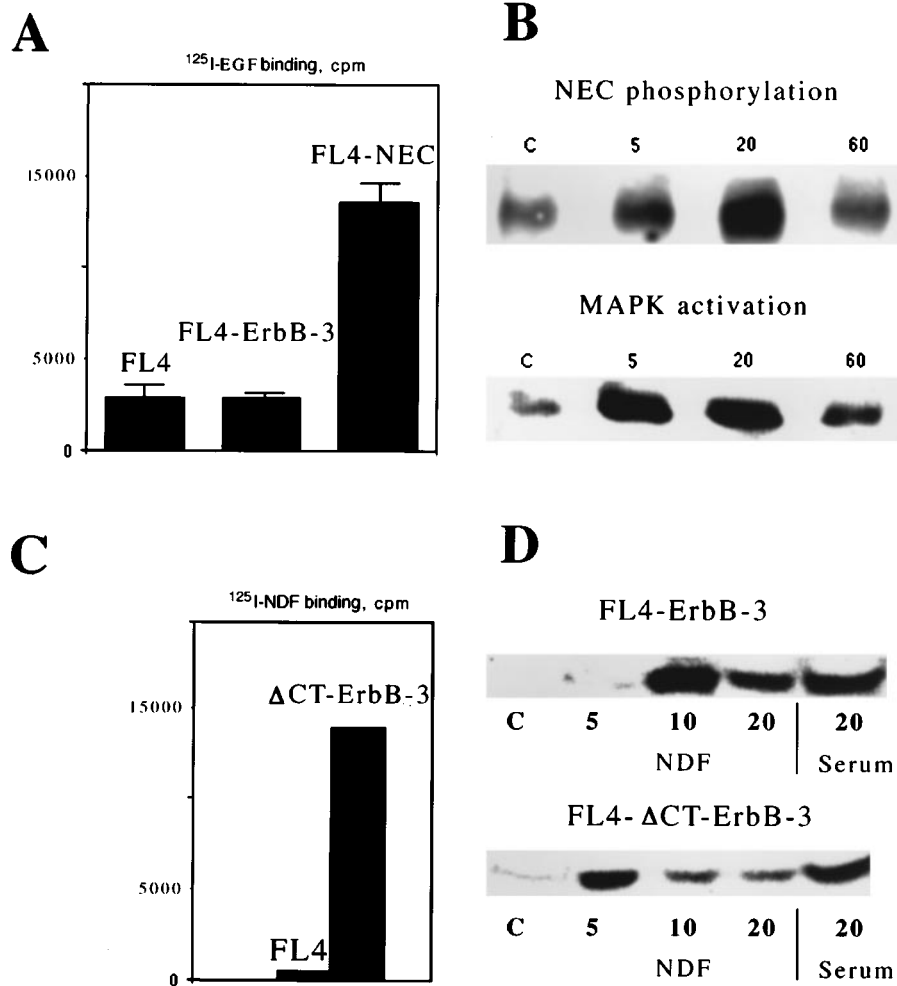 A
¹²⁵I-EGF binding, cpm
15000
5000
0
FL4
FL4-ErbB-3
FL4-NEC
B
NEC phosphorylation
C 5 20 60
MAPK activation
C 5 20 60
C
¹²⁵I-NDF binding, cpm
15000
5000
0
ΔCT-ErbB-3
FL4
D
FL4-ErbB-3
C 5 10 20 20
NDF Serum
FL4-ΔCT-ErbB-3
C 5 10 20 20
NDF Serum